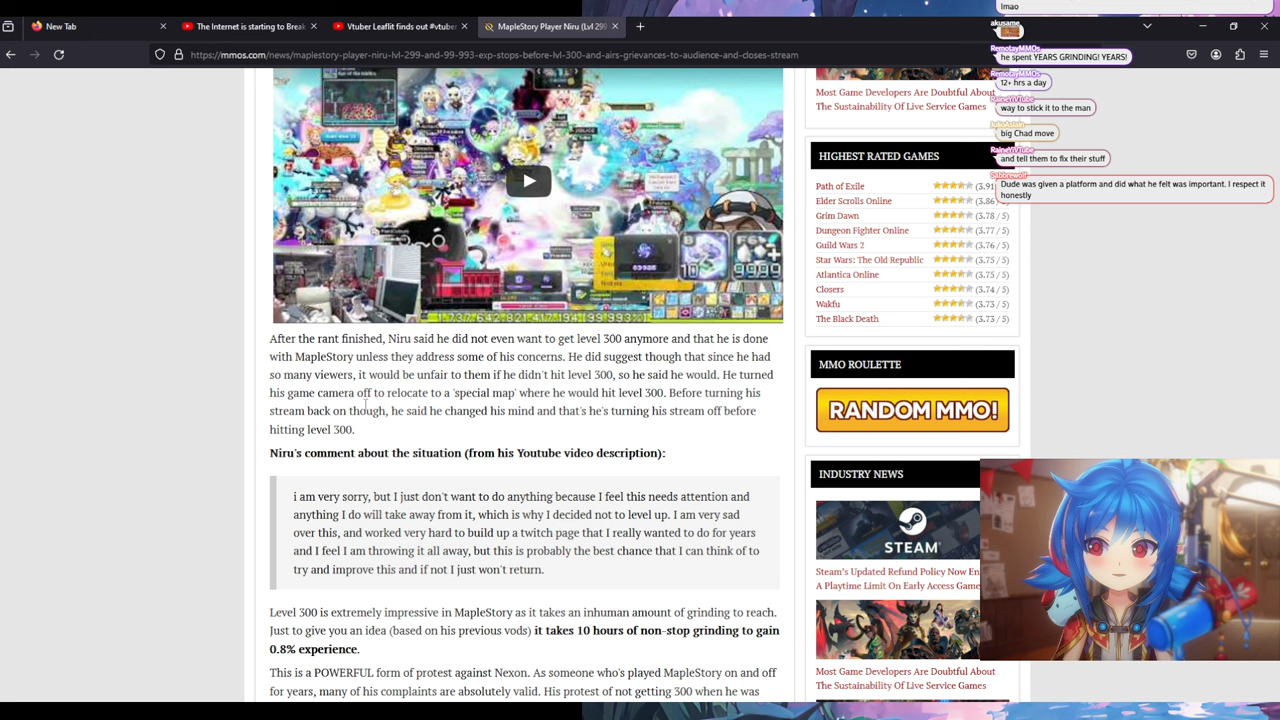 lmao
New Tab
The Internet is starting to Break
Vtuber Leaflit finds out #vtuber
MapleStory Player Niru (Lvl 299
akusame
https://mmos.com/news/maplestory-player-niru-lvl-299-and-99-993-exp-stops-before-lvl-300-and-airs-grievances-to-audience-and-closes-stream
RemotayMMOs
he spent YEARS GRINDING! YEARS!
RemotayMMOs
12+ hrs a day
RaineYiVTube
way to stick it to the man
big Chad move
RaineYiVTube
and tell them to fix their stuff
Sabbrewolf
Dude was given a platform and did what he felt was important. I respect it
honestly
Most Game Developers Are Doubtful About
The Sustainability Of Live Service Games
HIGHEST RATED GAMES
Path of Exile (3.91
Elder Scrolls Online (3.86
Grim Dawn (3.78 / 5)
Dungeon Fighter Online (3.77 / 5)
Guild Wars 2 (3.76 / 5)
Star Wars: The Old Republic (3.75 / 5)
Atlantica Online (3.75 / 5)
Closers (3.74 / 5)
Wakfu (3.73 / 5)
The Black Death (3.73 / 5)
After the rant finished, Niru said he did not even want to get level 300 anymore and that he is done
with MapleStory unless they address some of his concerns. He did suggest though that since he had
so many viewers, it would be unfair to them if he didn't hit level 300, so he said he would. He turned
his game camera off to relocate to a 'special map' where he would hit level 300. Before turning his
stream back on though, he said he changed his mind and that's he's turning his stream off before
hitting level 300.
MMO ROULETTE
RANDOM MMO!
Niru's comment about the situation (from his Youtube video description):
i am very sorry, but I just don't want to do anything because I feel this needs attention and
anything I do will take away from it, which is why I decided not to level up. I am very sad
over this, and worked very hard to build up a twitch page that I really wanted to do for years
and I feel I am throwing it all away, but this is probably the best chance that I can think of to
try and improve this and if not I just won't return.
INDUSTRY NEWS
STEAM
Steam's Updated Refund Policy Now En
A Playtime Limit On Early Access Game
Level 300 is extremely impressive in MapleStory as it takes an inhuman amount of grinding to reach.
Just to give you an idea (based on his previous vods) it takes 10 hours of non-stop grinding to gain
0.8% experience.
This is a POWERFUL form of protest against Nexon. As someone who's played MapleStory on and off
for years, many of his complaints are absolutely valid. His protest of not getting 300 when he was
Most Game Developers Are Doubtful About
The Sustainability Of Live Service Games